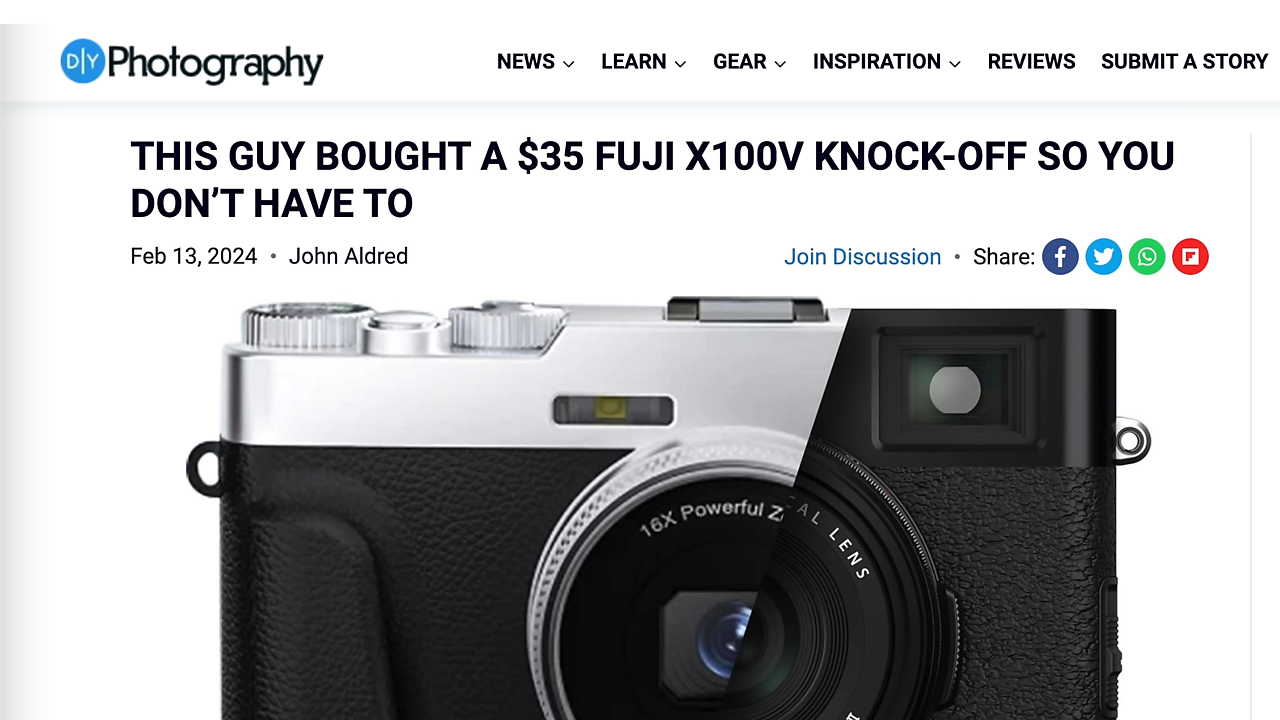 DIY Photography
NEWS LEARN GEAR INSPIRATION REVIEWS SUBMIT A STORY
THIS GUY BOUGHT A $35 FUJI X100V KNOCK-OFF SO YOU
DON’T HAVE TO
Feb 13, 2024 • John Aldred
Join Discussion • Share:
16X Powerful Z
AL LENS